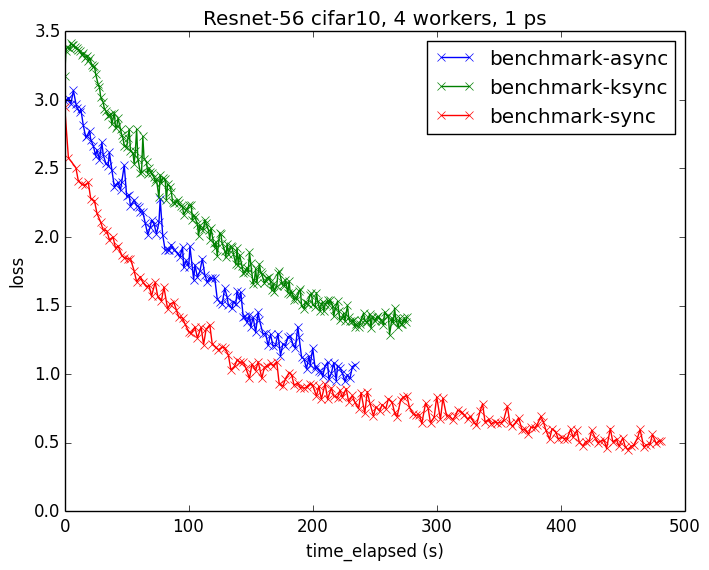 Resnet-56 cifar10, 4 workers, 1 ps
3.5
3.0
2.5
2.0
1.5
1.0
0.5
0.0
loss
benchmark-async
benchmark-ksync
benchmark-sync
0
100
200
300
400
500
time_elapsed (s)